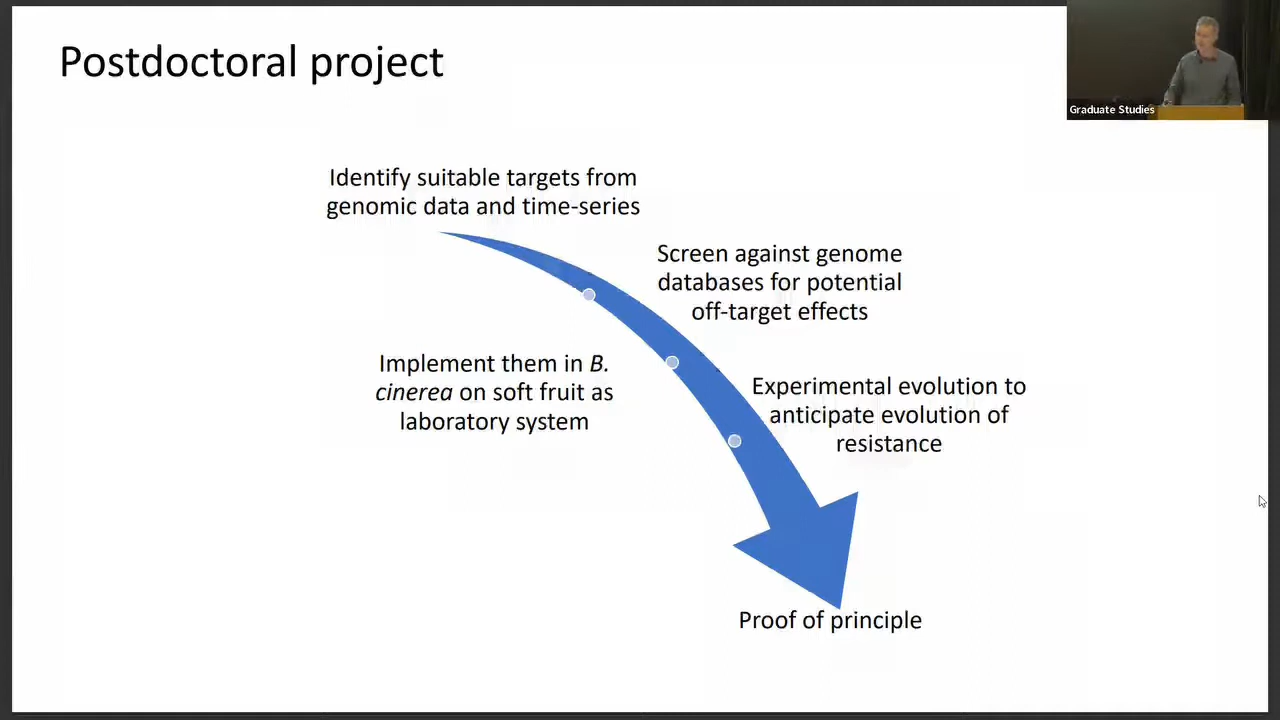 Postdoctoral project
Graduate Studies
Identify suitable targets from
genomic data and time-series
Screen against genome
databases for potential
off-target effects
Implement them in B.
cinerea on soft fruit as
laboratory system
Experimental evolution to
anticipate evolution of
resistance
Proof of principle